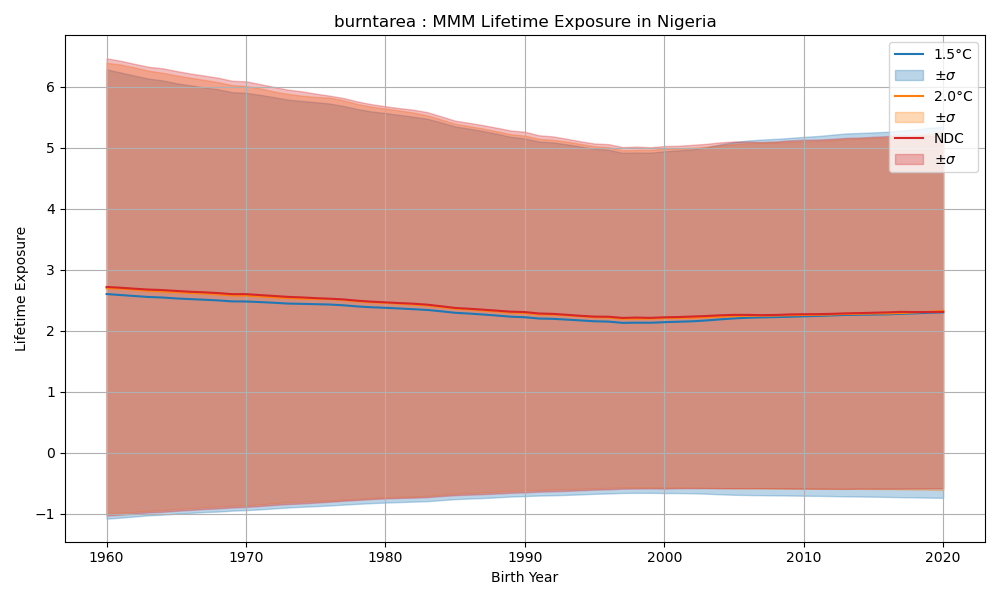 burntarea : MMM Lifetime Exposure in Nigeria
1.5°C
±σ
2.0°C
±σ
NDC
±σ
Lifetime Exposure
6
5
4
3
2
1
0
−1
1960
1970
1980
1990
2000
2010
2020
Birth Year